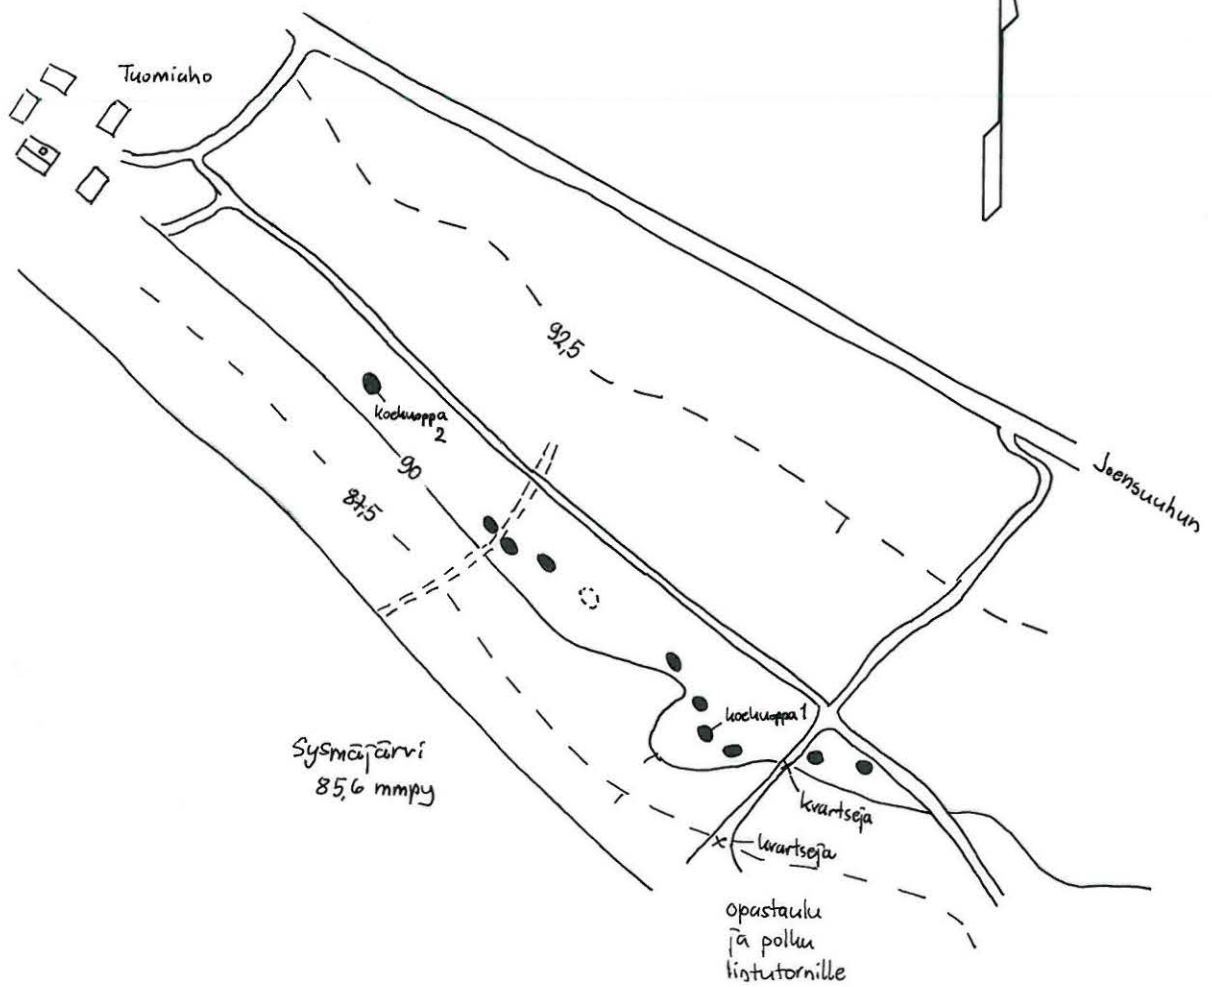 Tuomiaho
92,5
koekuoppa
2
90
87,5
Joensuuhun
koekuoppa 1
Sysmäjärvi
85,6 mmpy
kvartseja
kvartseja
opastaulu
ja polku
lintutornille